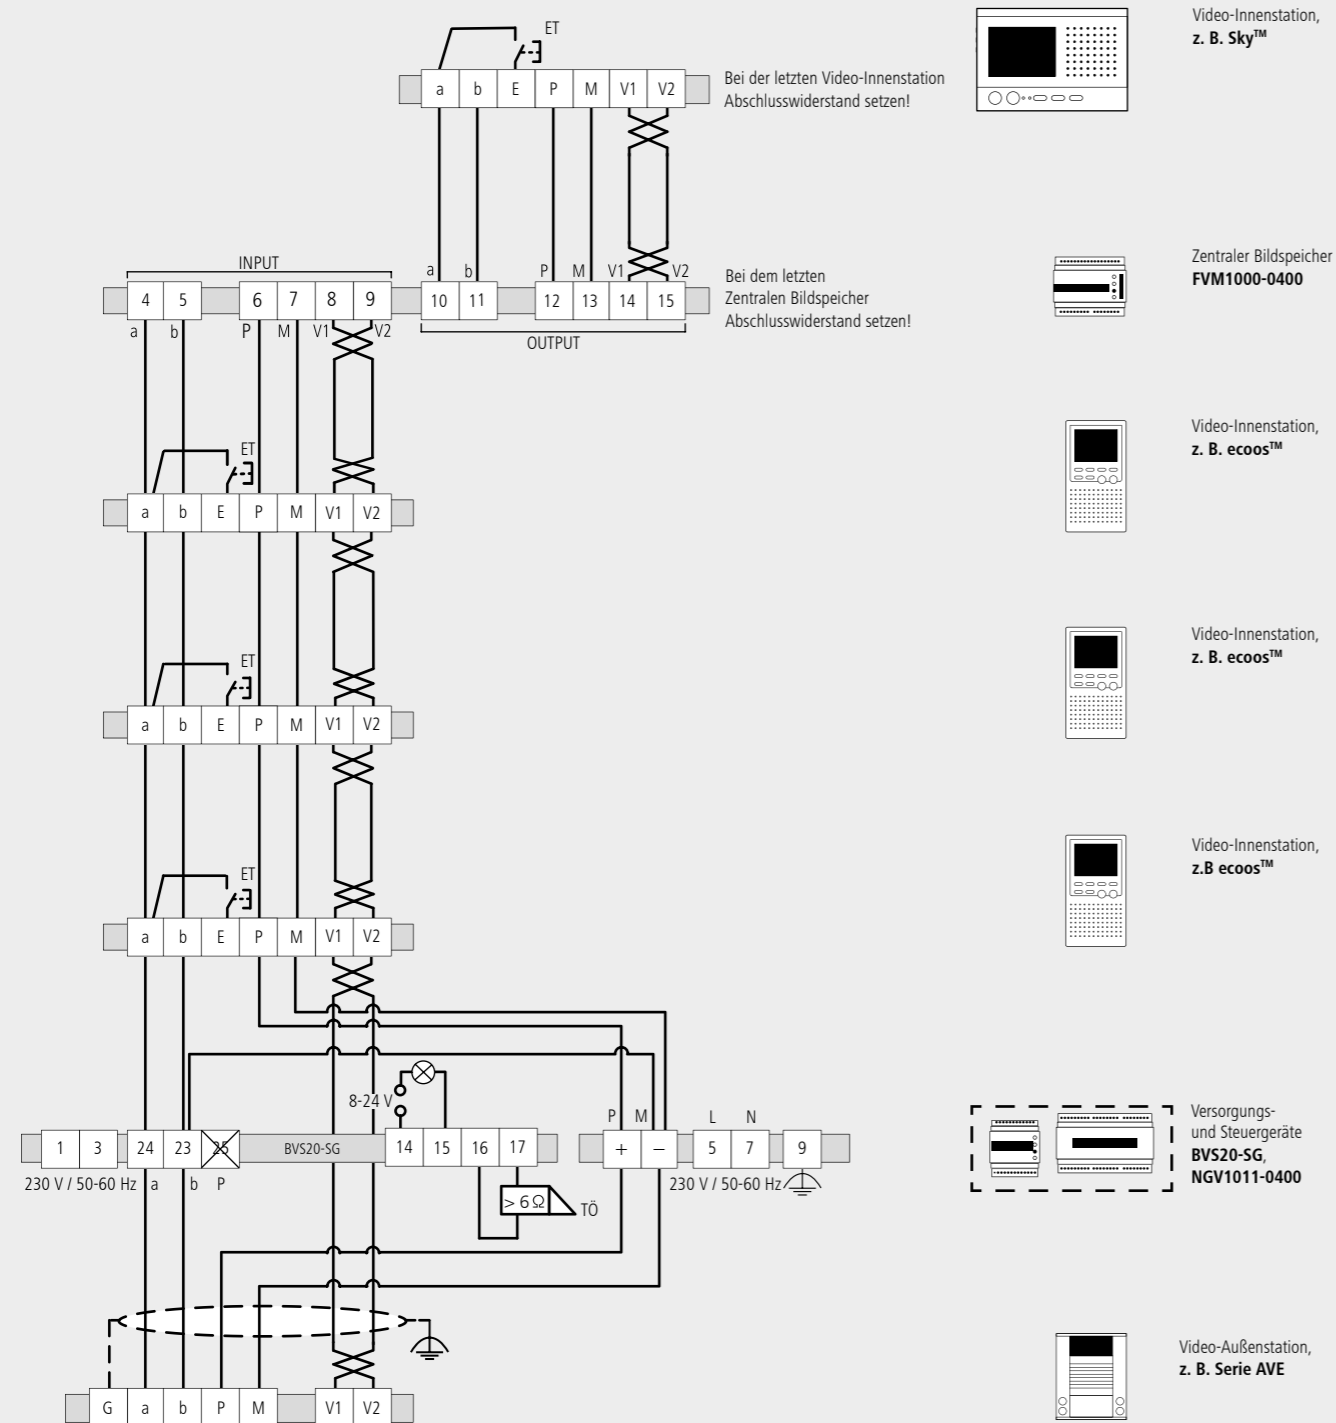 ET
Video-Innenstation,
z. B. Sky™
a b E P M V1 V2
Bei der letzten Video-Innenstation
Abschlusswiderstand setzen!
INPUT
a b P M V1 V2
4 5 6 7 8 9 10 11 12 13 14 15
a b P M V1 V2
OUTPUT
Bei dem letzten
Zentralen Bildspeicher
Abschlusswiderstand setzen!
Zentraler Bildspeicher
FVM1000-0400
ET
a b E P M V1 V2
Video-Innenstation,
z. B. ecoos™
ET
a b E P M V1 V2
Video-Innenstation,
z. B. ecoos™
ET
a b E P M V1 V2
Video-Innenstation,
z.B ecoos™
8-24 V
P M L N
1 3 24 23 25 BVS20-SG 14 15 16 17 + – 5 7 9
230 V / 50-60 Hz a b P
230 V / 50-60 Hz
> 6 Ω TÖ
Versorgungs-
und Steuergeräte
BVS20-SG,
NGV1011-0400
G a b P M V1 V2
Video-Außenstation,
z. B. Serie AVE